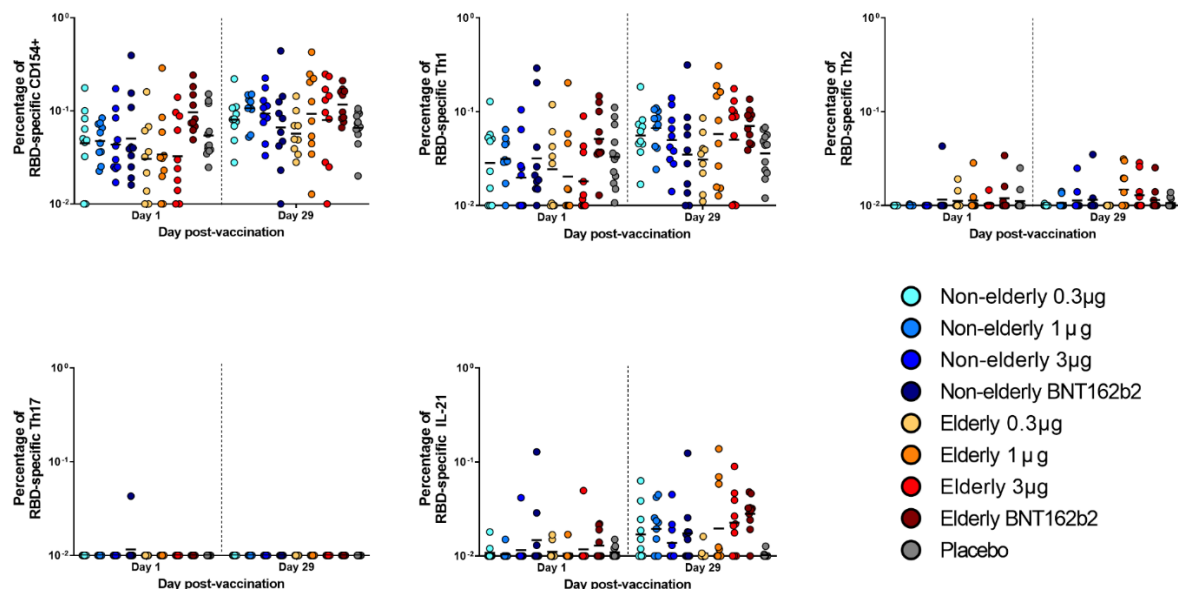 Percentage of
RBD-specific CD154+
10⁰
10⁻¹
10⁻²
Day 1
Day 29
Day post-vaccination
Percentage of
RBD-specific Th1
10⁰
10⁻¹
10⁻²
Day 1
Day 29
Day post-vaccination
Percentage of
RBD-specific Th2
10⁰
10⁻¹
10⁻²
Day 1
Day 29
Day post-vaccination
Percentage of
RBD-specific Th17
10⁰
10⁻¹
10⁻²
Day 1
Day 29
Day post-vaccination
Percentage of
RBD-specific IL-21
10⁰
10⁻¹
10⁻²
Day 1
Day 29
Day post-vaccination
Non-elderly 0.3µg
Non-elderly 1µg
Non-elderly 3µg
Non-elderly BNT162b2
Elderly 0.3µg
Elderly 1µg
Elderly 3µg
Elderly BNT162b2
Placebo